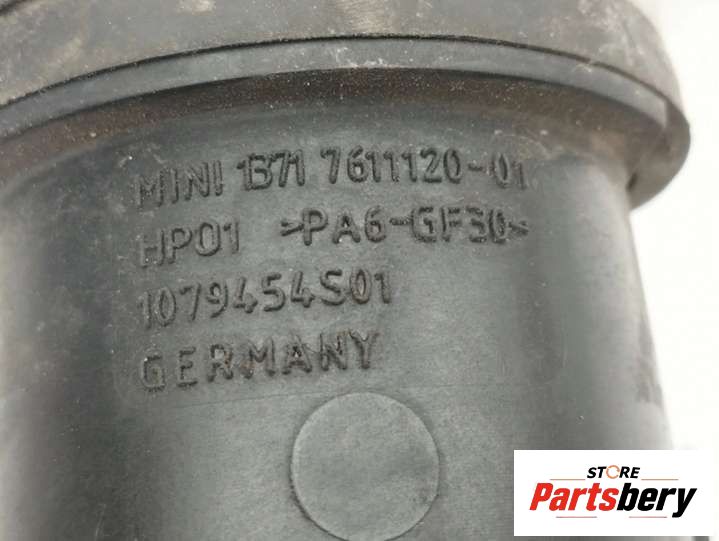 MINI 1371 7611120-01
HP01 >PA6-GF30<
1079454S01
GERMANY
STORE
Partsbery